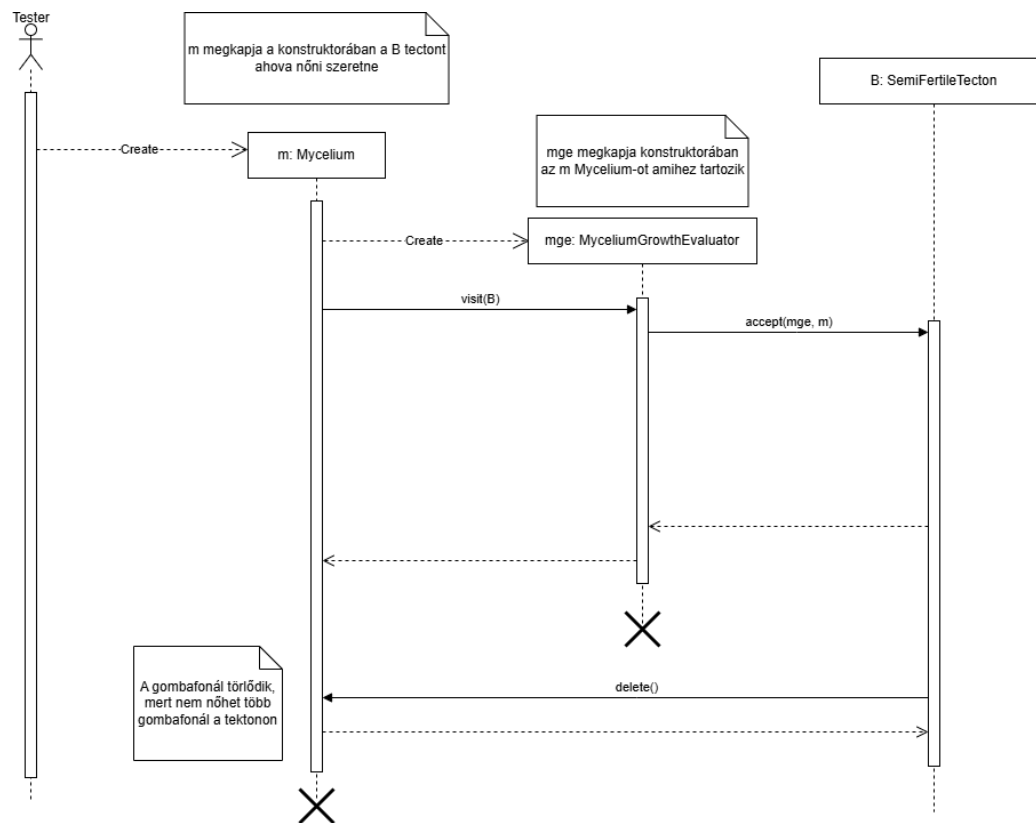 Tester
m megkapja a konstruktorában a B tectont
ahova nőni szeretne
B: SemiFertileTecton
Create
m: Mycelium
mge megkapja konstruktorában
az m Mycelium-ot amihez tartozik
Create
mge: MyceliumGrowthEvaluator
visit(B)
accept(mge, m)
A gombafonál törlődik,
mert nem nőhet több
gombafonál a tektonon
delete()